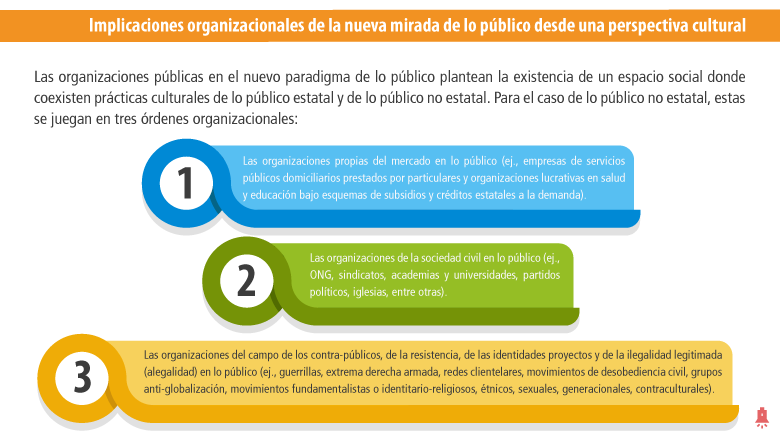 Implicaciones organizacionales de la nueva mirada de lo público desde una perspectiva cultural
Las organizaciones públicas en el nuevo paradigma de lo público plantean la existencia de un espacio social donde
coexisten prácticas culturales de lo público estatal y de lo público no estatal. Para el caso de lo público no estatal, estas
se juegan en tres órdenes organizacionales:
1
Las organizaciones propias del mercado en lo público (ej., empresas de servicios
públicos domiciliarios prestados por particulares y organizaciones lucrativas en salud
y educación bajo esquemas de subsidios y créditos estatales a la demanda).
2
Las organizaciones de la sociedad civil en lo público (ej.,
ONG, sindicatos, academias y universidades, partidos
políticos, iglesias, entre otras).
3
Las organizaciones del campo de los contra-públicos, de la resistencia, de las identidades proyectos y de la ilegalidad legitimada
(alegalidad) en lo público (ej., guerrillas, extrema derecha armada, redes clientelares, movimientos de desobediencia civil, grupos
anti-globalización, movimientos fundamentalistas o identitario-religiosos, étnicos, sexuales, generacionales, contraculturales).